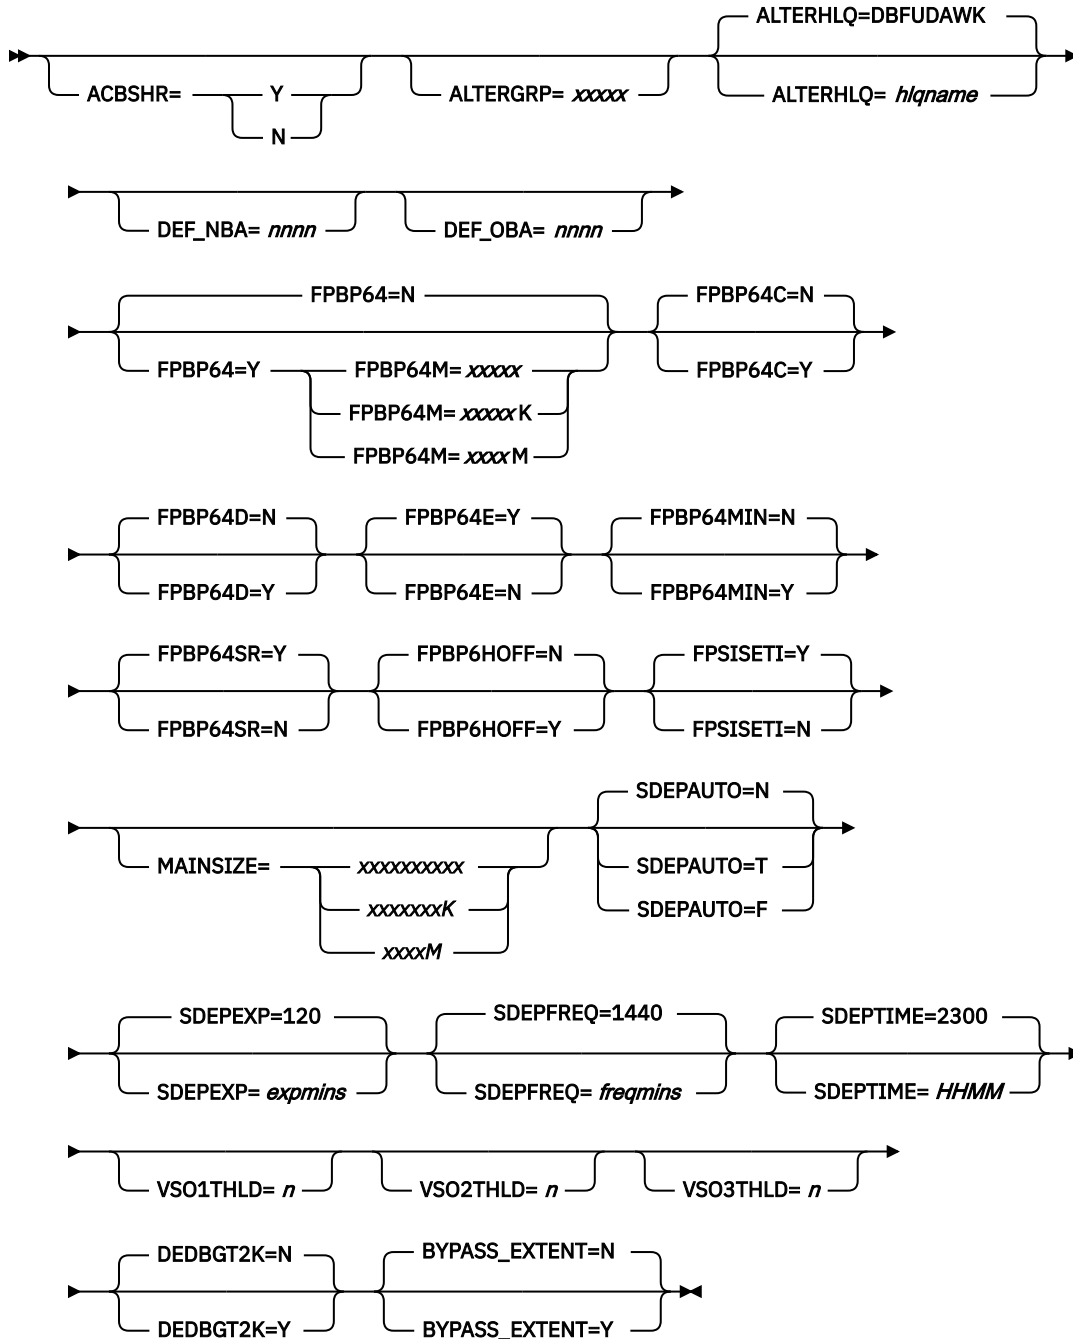 ALTERHLQ=DBFUDAWK
ACBSHR= Y ALTERGRP= xxxxx ALTERHLQ= hlqname
N
DEF_NBA= nnnn DEF_OBA= nnnn
FPBP64=N FPBP64C=N
FPBP64=Y FPBP64M= xxxxx FPBP64C=Y
FPBP64M= xxxxx K
FPBP64M= xxxx M
FPBP64D=N FPBP64E=Y FPBP64MIN=N
FPBP64D=Y FPBP64E=N FPBP64MIN=Y
FPBP64SR=Y FPBP6HOFF=N FPSISETI=Y
FPBP64SR=N FPBP6HOFF=Y FPSISETI=N
SDEPAUTO=N
MAINSIZE= xxxxxxxxxx SDEPAUTO=T
xxxxxxxK SDEPAUTO=F
xxxxM
SDEPEXP=120 SDEPFREQ=1440 SDEPTIME=2300
SDEPEXP= expmins SDEPFREQ= freqmins SDEPTIME= HHMM
VSO1THLD= n VSO2THLD= n VSO3THLD= n
DEDBGT2K=N BYPASS_EXTENT=N
DEDBGT2K=Y BYPASS_EXTENT=Y